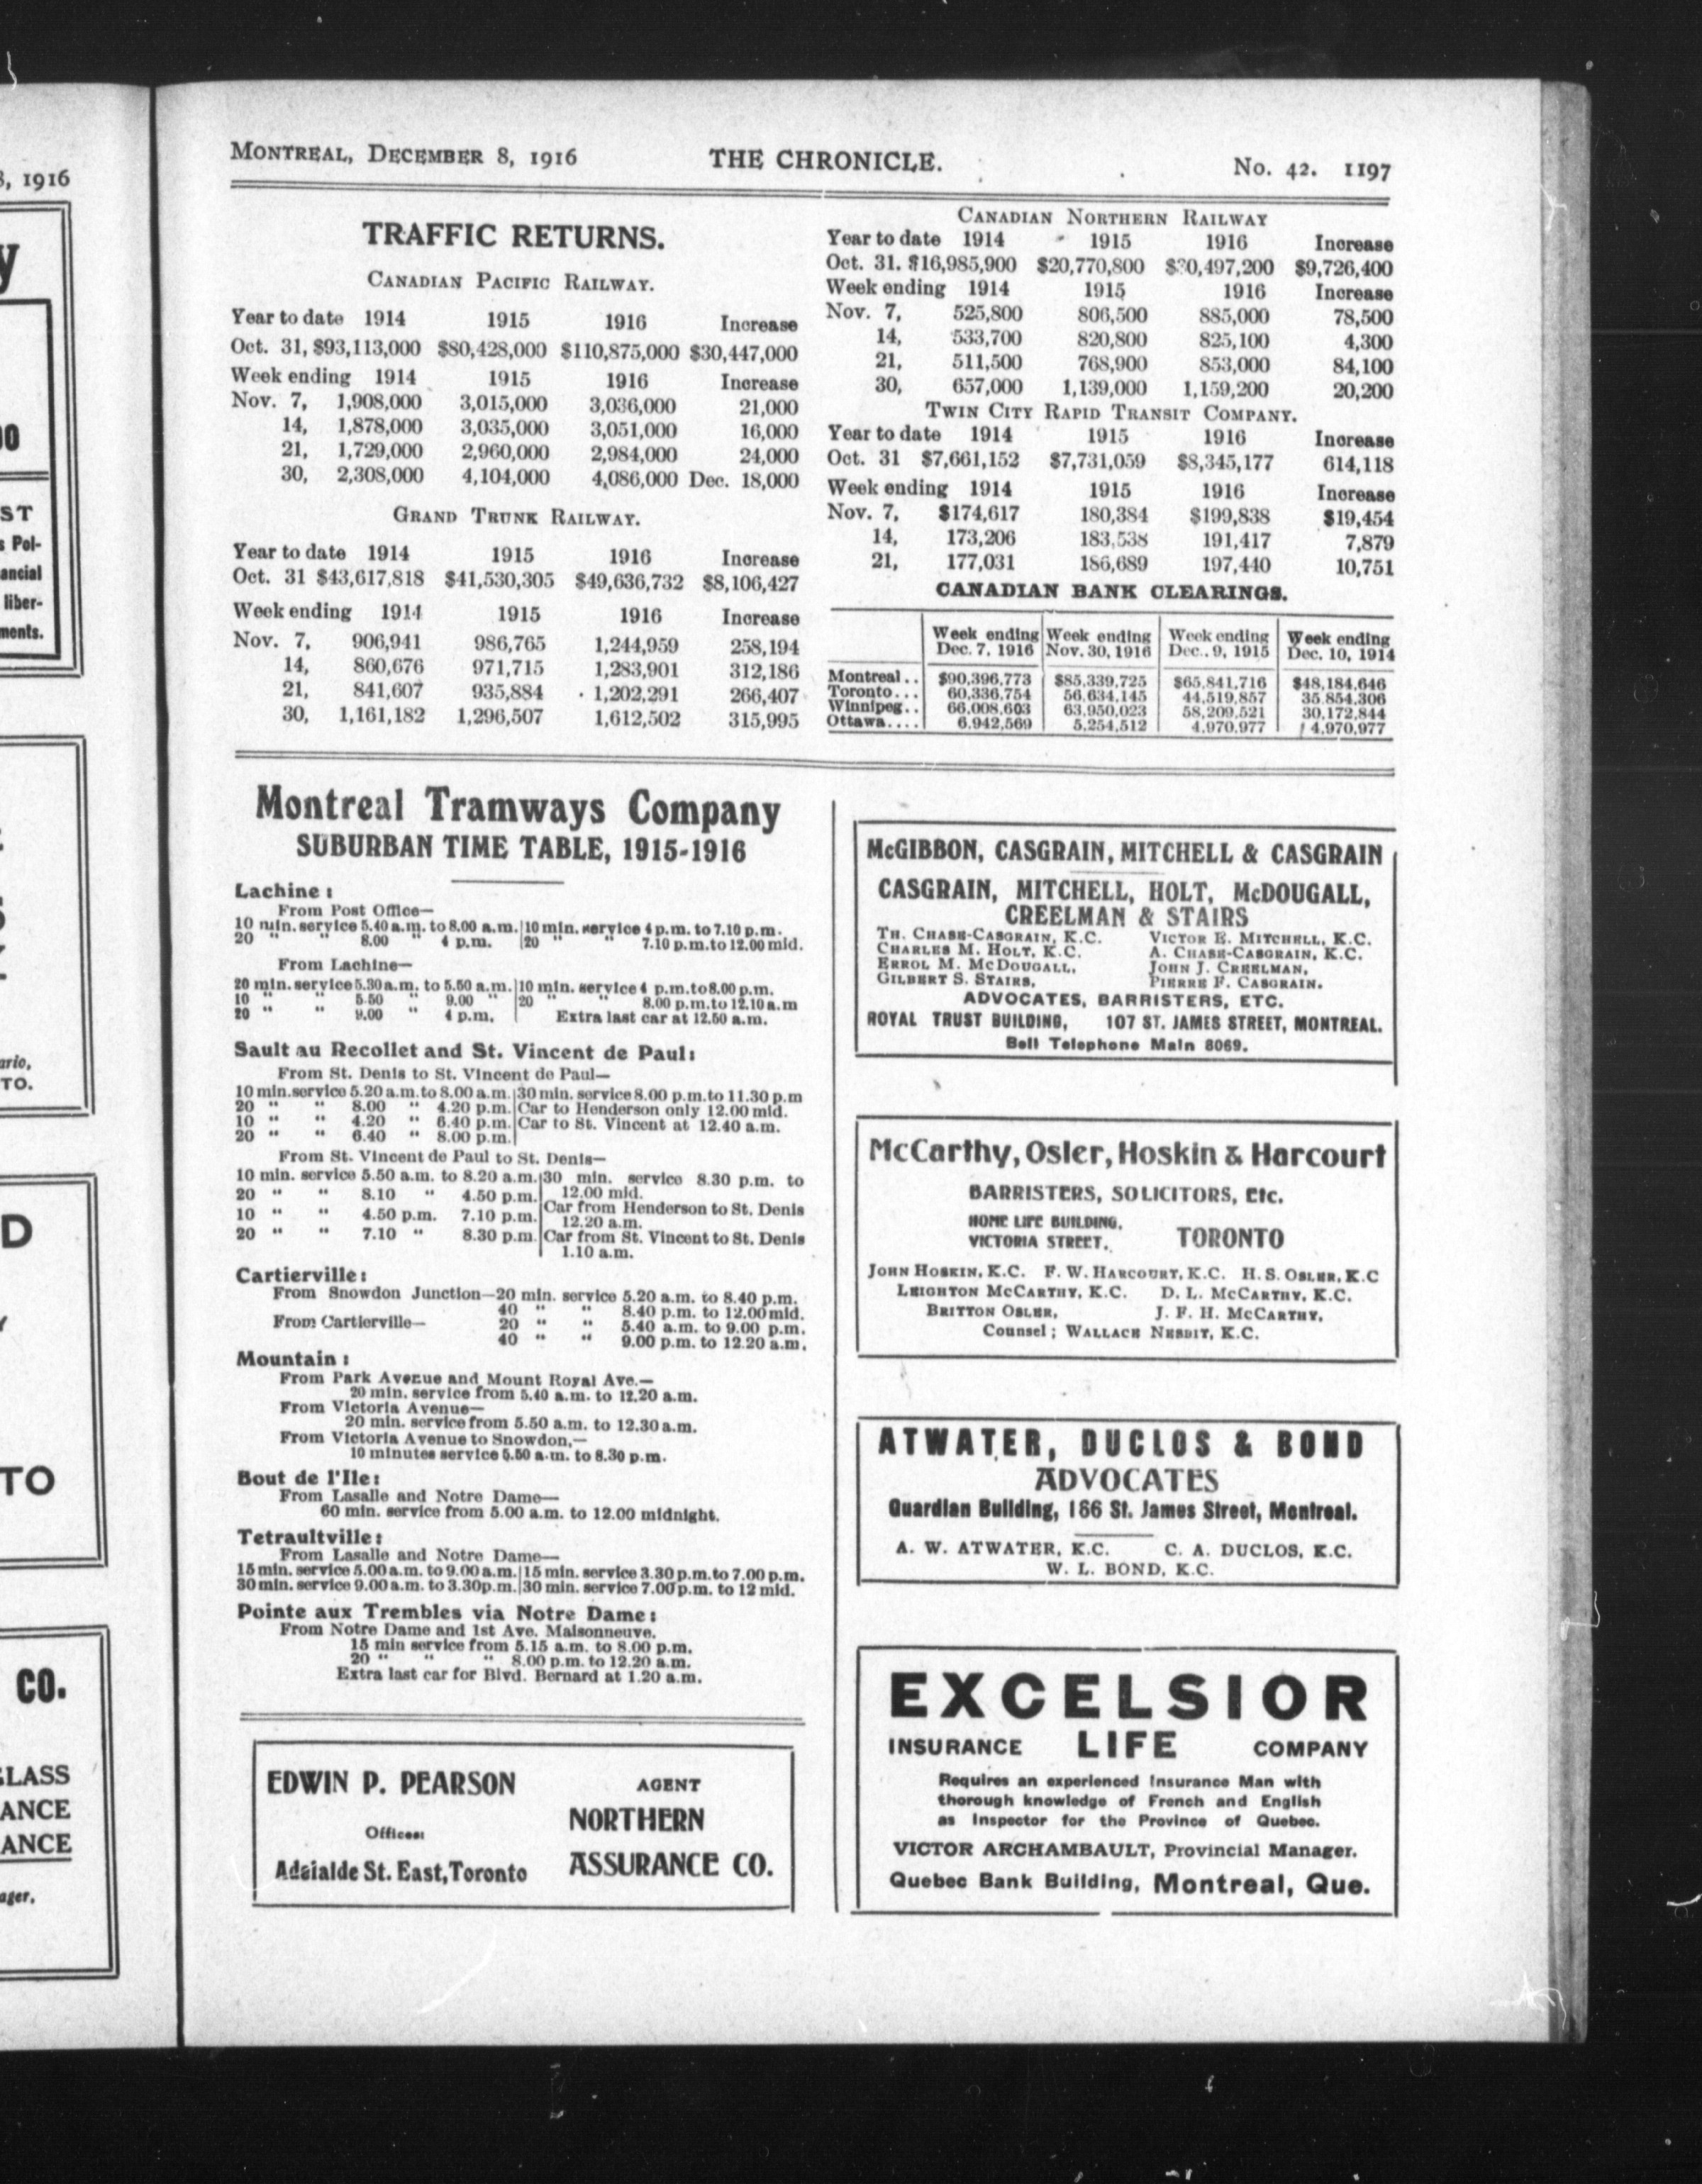 MONTREAL, DECEMBER 8, 1916 THE CHRONICLE. No. 42. 1197
TRAFFIC RETURNS.
CANADIAN PACIFIC RAILWAY.
Year to date 1914 1915 1916 Increase
Oct. 31, $93,113,000 $80,428,000 $110,875,000 $30,447,000
Week ending 1914 1915 1916 Increase
Nov. 7, 1,908,000 3,015,000 3,036,000 21,000
14, 1,878,000 3,035,000 3,051,000 16,000
21, 1,729,000 2,960,000 2,984,000 24,000
30, 2,308,000 4,104,000 4,086,000 Dec. 18,000
GRAND TRUNK RAILWAY.
Year to date 1914 1915 1916 Increase
Oct. 31 $43,617,818 $41,530,305 $49,636,732 $8,106,427
Week ending 1914 1915 1916 Increase
Nov. 7, 906,941 986,765 1,244,959 258,194
14, 860,676 971,715 1,283,901 312,186
21, 841,607 935,884 1,202,291 266,407
30, 1,161,182 1,296,507 1,612,502 315,995
CANADIAN NORTHERN RAILWAY
Year to date 1914 1915 1916 Increase
Oct. 31. $16,985,900 $20,770,800 $30,497,200 $9,726,400
Week ending 1914 1915 1916 Increase
Nov. 7, 525,800 806,500 885,000 78,500
14, 533,700 820,800 825,100 4,300
21, 511,500 768,900 853,000 84,100
30, 657,000 1,139,000 1,159,200 20,200
TWIN CITY RAPID TRANSIT COMPANY.
Year to date 1914 1915 1916 Increase
Oct. 31 $7,661,152 $7,731,059 $8,345,177 614,118
Week ending 1914 1915 1916 Increase
Nov. 7, $174,617 180,384 $199,838 $19,454
14, 173,206 183,538 191,417 7,879
21, 177,031 186,689 197,440 10,751
CANADIAN BANK CLEARINGS.
Week ending Week ending Week ending Week ending
Dec. 7, 1916 Nov. 30, 1916 Dec. 9, 1915 Dec. 10, 1914
Montreal.. $90,396,773 $85,339,725 $65,841,716 $48,184,646
Toronto... 60,336,754 56,634,145 44,519,857 35,854,306
Winnipeg.. 66,008,603 63,950,023 58,209,521 30,172,844
Ottawa.... 6,942,569 5,254,512 4,970,977 4,970,977
Montreal Tramways Company
SUBURBAN TIME TABLE, 1915-1916
Lachine:
From Post Office—
10 min. service 5.40 a.m. to 8.00 a.m. 10 min. service 4 p.m. to 7.10 p.m.
20 " " 8.00 " 4 p.m. 20 " " 7.10 p.m. to 12.00 mid.
From Lachine—
20 min. service 5.30 a.m. to 5.50 a.m. 10 min. service 4 p.m. to 8.00 p.m.
10 " " 5.50 " 9.00 " 20 " " 8.00 p.m. to 12.10 a.m
20 " " 9.00 " 4 p.m. Extra last car at 12.50 a.m.
Sault au Recollet and St. Vincent de Paul:
From St. Denis to St. Vincent de Paul—
10 min. service 5.20 a.m. to 8.00 a.m. 30 min. service 8.00 p.m. to 11.30 p.m
20 " " 8.00 " 4.20 p.m. Car to Henderson only 12.00 mid.
10 " " 4.20 " 6.40 p.m. Car to St. Vincent at 12.40 a.m.
20 " " 6.40 " 8.00 p.m.
From St. Vincent de Paul to St. Denis—
10 min. service 5.50 a.m. to 8.20 a.m. 30 min. service 8.30 p.m. to
20 " " 8.10 " 4.50 p.m. 12.00 mid.
10 " " 4.50 p.m. 7.10 p.m. Car from Henderson to St. Denis
12.20 a.m.
20 " " 7.10 " 8.30 p.m. Car from St. Vincent to St. Denis
1.10 a.m.
Cartierville:
From Snowdon Junction—20 min. service 5.20 a.m. to 8.40 p.m.
40 " " 8.40 p.m. to 12.00 mid.
From Cartierville— 20 " " 5.40 a.m. to 9.00 p.m.
40 " " 9.00 p.m. to 12.20 a.m.
Mountain:
From Park Avenue and Mount Royal Ave.—
20 min. service from 5.40 a.m. to 12.20 a.m.
From Victoria Avenue—
20 min. service from 5.50 a.m. to 12.30 a.m.
From Victoria Avenue to Snowdon,—
10 minutes service 5.50 a.m. to 8.30 p.m.
Bout de l'Ile:
From Lasalle and Notre Dame—
60 min. service from 5.00 a.m. to 12.00 midnight.
Tetraultville:
From Lasalle and Notre Dame—
15 min. service 5.00 a.m. to 9.00 a.m. 15 min. service 3.30 p.m. to 7.00 p.m.
30 min. service 9.00 a.m. to 3.30 p.m. 30 min. service 7.00 p.m. to 12 mid.
Pointe aux Trembles via Notre Dame:
From Notre Dame and 1st Ave. Maisonneuve.
15 min service from 5.15 a.m. to 8.00 p.m.
20 " " " 8.00 p.m. to 12.20 a.m.
Extra last car for Blvd. Bernard at 1.20 a.m.
EDWIN P. PEARSON AGENT
NORTHERN
Offices:
Adaialde St. East, Toronto ASSURANCE CO.
McGIBBON, CASGRAIN, MITCHELL & CASGRAIN
CASGRAIN, MITCHELL, HOLT, McDOUGALL,
CREELMAN & STAIRS
TH. CHASE-CASGRAIN, K.C. VICTOR E. MITCHELL, K.C.
CHARLES M. HOLT, K.C. A. CHASE-CASGRAIN, K.C.
ERROL M. McDOUGALL, JOHN J. CREELMAN,
GILBERT S. STAIRS, PIERRE F. CASGRAIN.
ADVOCATES, BARRISTERS, ETC.
ROYAL TRUST BUILDING, 107 ST. JAMES STREET, MONTREAL.
Bell Telephone Main 8069.
McCarthy, Osler, Hoskin & Harcourt
BARRISTERS, SOLICITORS, Etc.
HOME LIFE BUILDING,
VICTORIA STREET, TORONTO
JOHN HOSKIN, K.C. F. W. HARCOURT, K.C. H. S. OSLER, K.C
LEIGHTON McCARTHY, K.C. D. L. McCARTHY, K.C.
BRITTON OSLER, J. F. H. McCARTHY,
Counsel; WALLACE NESBIT, K.C.
ATWATER, DUCLOS & BOND
ADVOCATES
Guardian Building, 166 St. James Street, Montreal.
A. W. ATWATER, K.C. C. A. DUCLOS, K.C.
W. L. BOND, K.C.
EXCELSIOR
INSURANCE LIFE COMPANY
Requires an experienced Insurance Man with
thorough knowledge of French and English
as Inspector for the Province of Quebec.
VICTOR ARCHAMBAULT, Provincial Manager.
Quebec Bank Building, Montreal, Que.